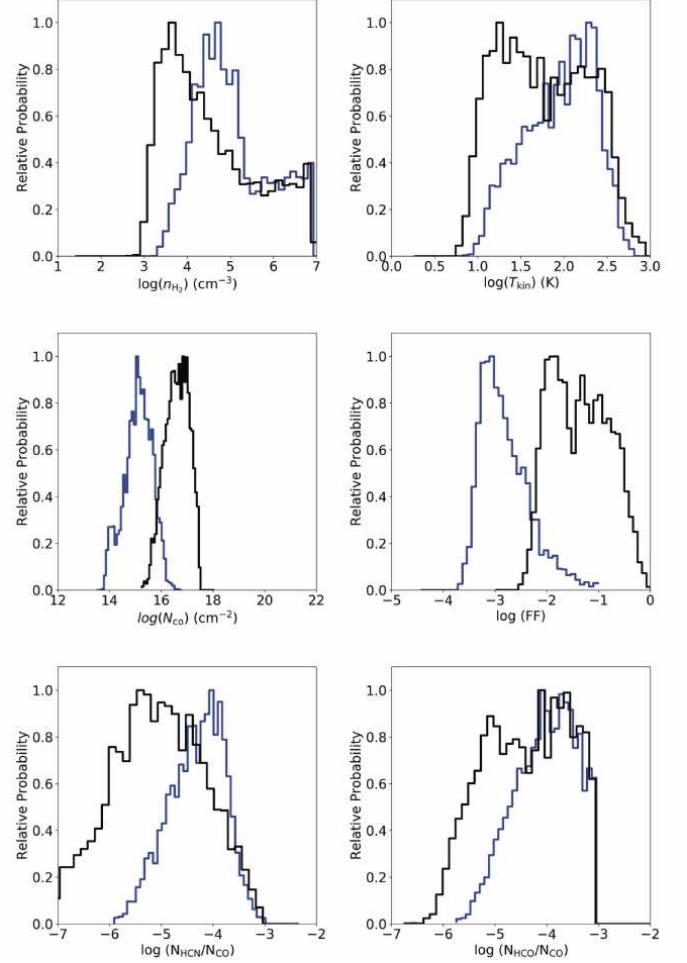 Relative Probability
1.0
0.8
0.6
0.4
0.2
0.0
1 2 3 4 5 6 7
log(n_H₂) (cm⁻³)
Relative Probability
1.0
0.8
0.6
0.4
0.2
0.0
0.0 0.5 1.0 1.5 2.0 2.5 3.0
log(T_kin) (K)
Relative Probability
1.0
0.8
0.6
0.4
0.2
0.0
12 14 16 18 20 22
log(N_co) (cm⁻²)
Relative Probability
1.0
0.8
0.6
0.4
0.2
0.0
−5 −4 −3 −2 −1 0
log (FF)
Relative Probability
1.0
0.8
0.6
0.4
0.2
0.0
−7 −6 −5 −4 −3 −2
log (N_HCN/N_CO)
Relative Probability
1.0
0.8
0.6
0.4
0.2
0.0
−7 −6 −5 −4 −3 −2
log (N_HCO/N_CO)